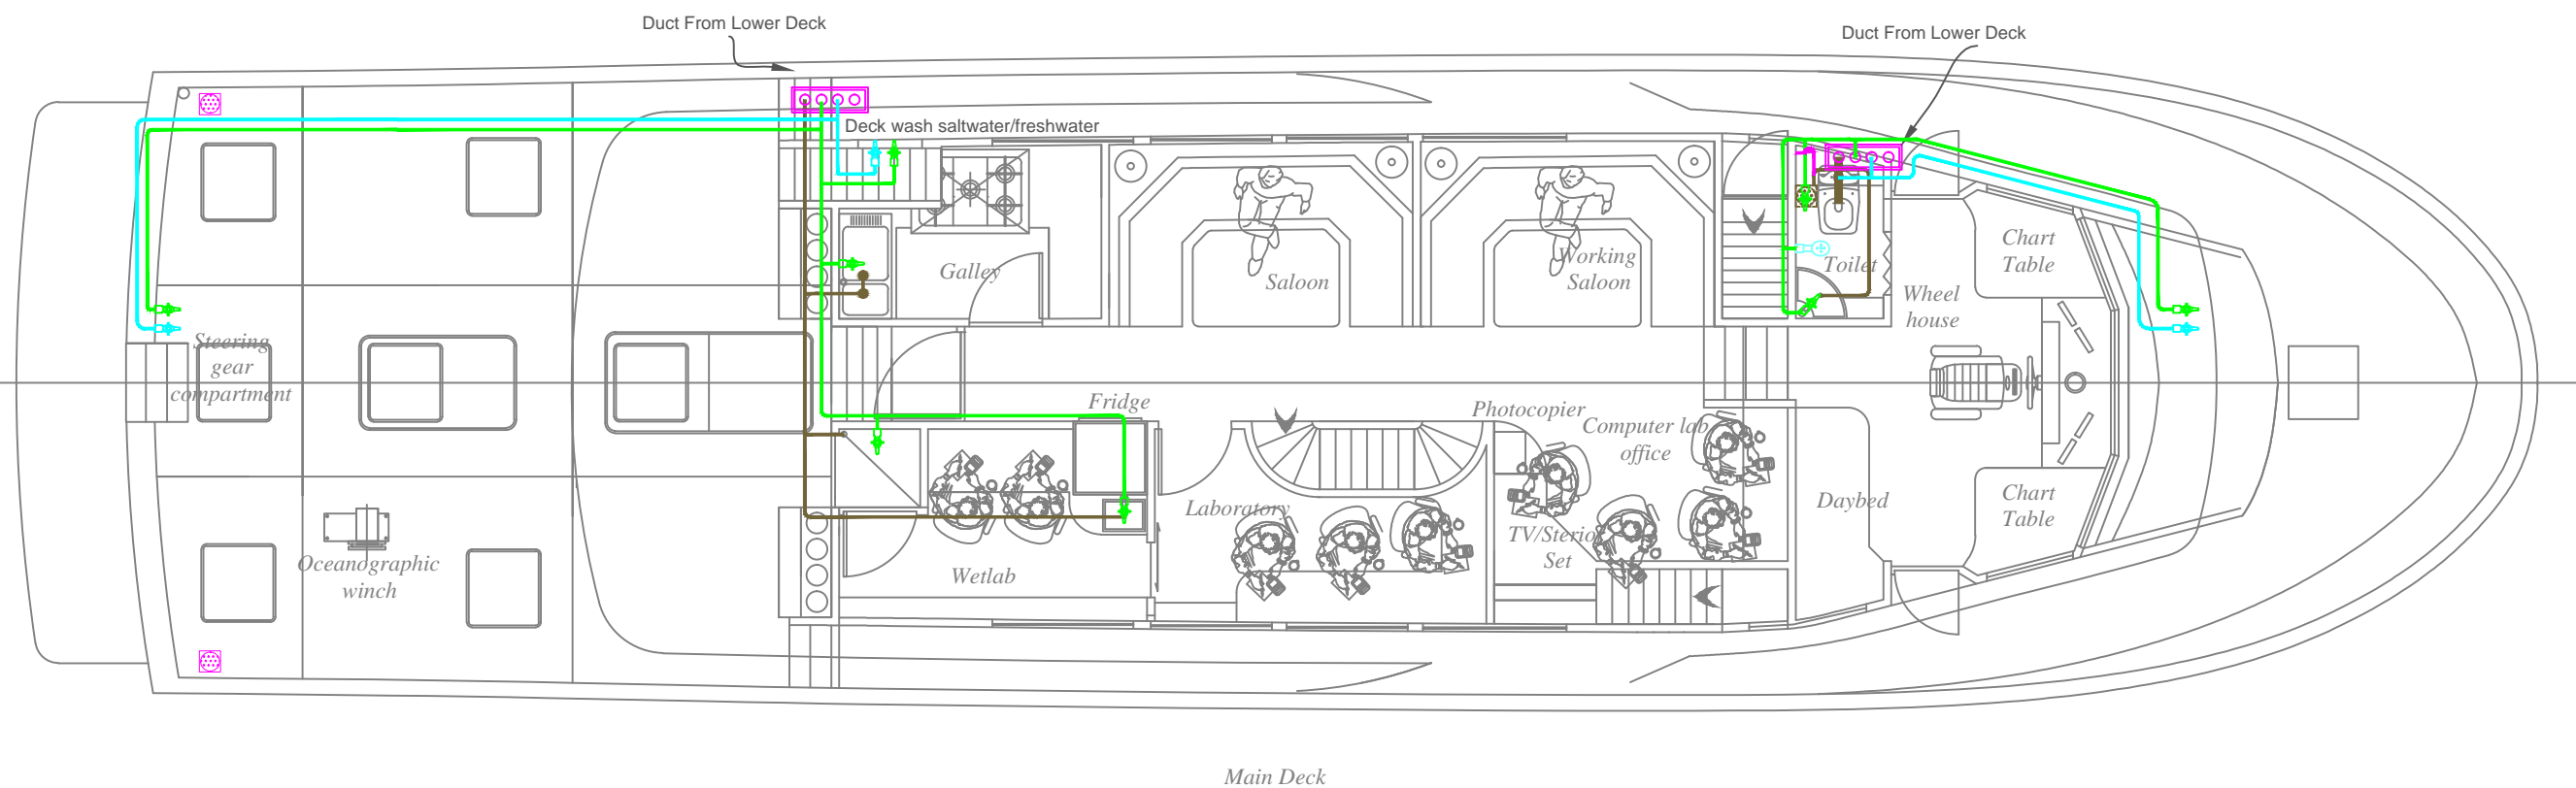 Duct From Lower Deck
Duct From Lower Deck
Deck wash saltwater/freshwater
Galley
Saloon
Working
Saloon
Toilet
Chart
Table
Wheel
house
Steering
gear
compartment
Fridge
Photocopier
Computer lab
office
Laboratory
TV/Sterio
Set
Daybed
Chart
Table
Oceanographic
winch
Wetlab
Main Deck